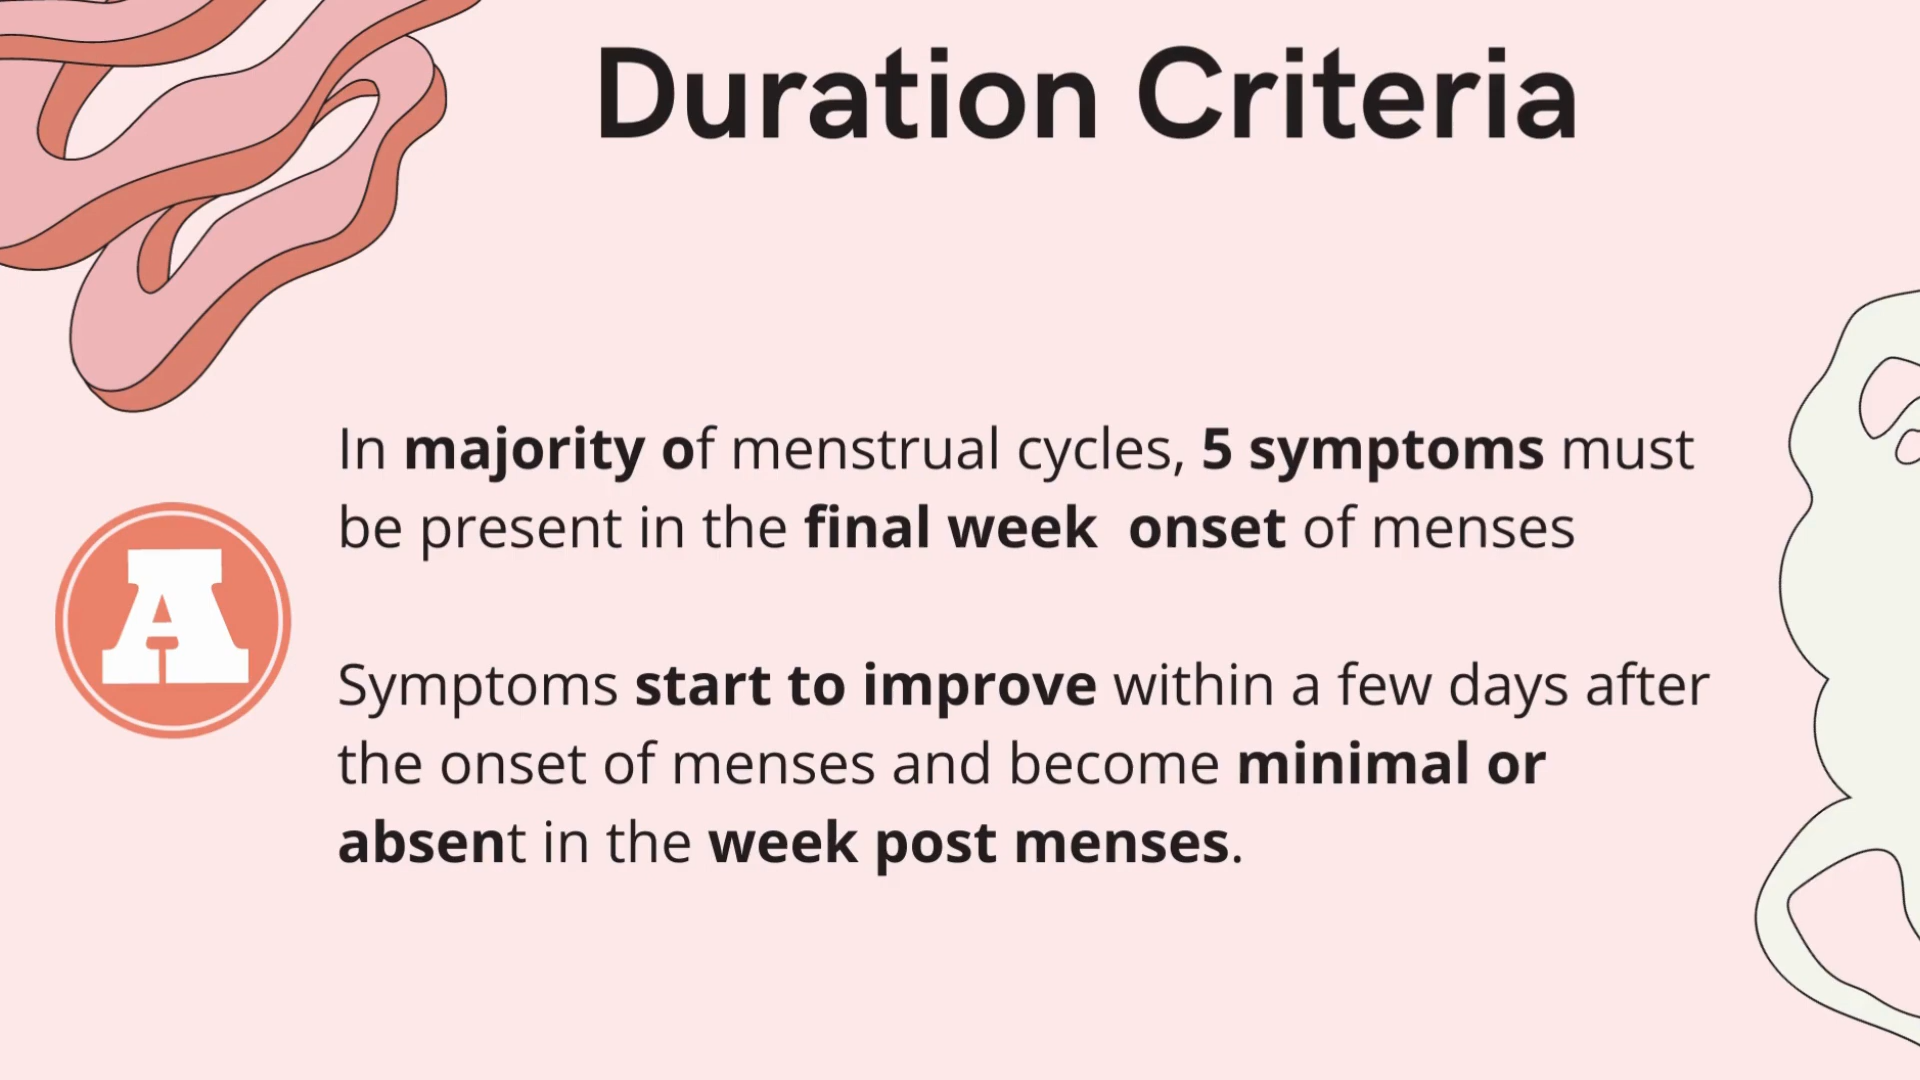 Duration Criteria
In majority of menstrual cycles, 5 symptoms must
be present in the final week  onset of menses
A
Symptoms start to improve within a few days after
the onset of menses and become minimal or
absent in the week post menses.